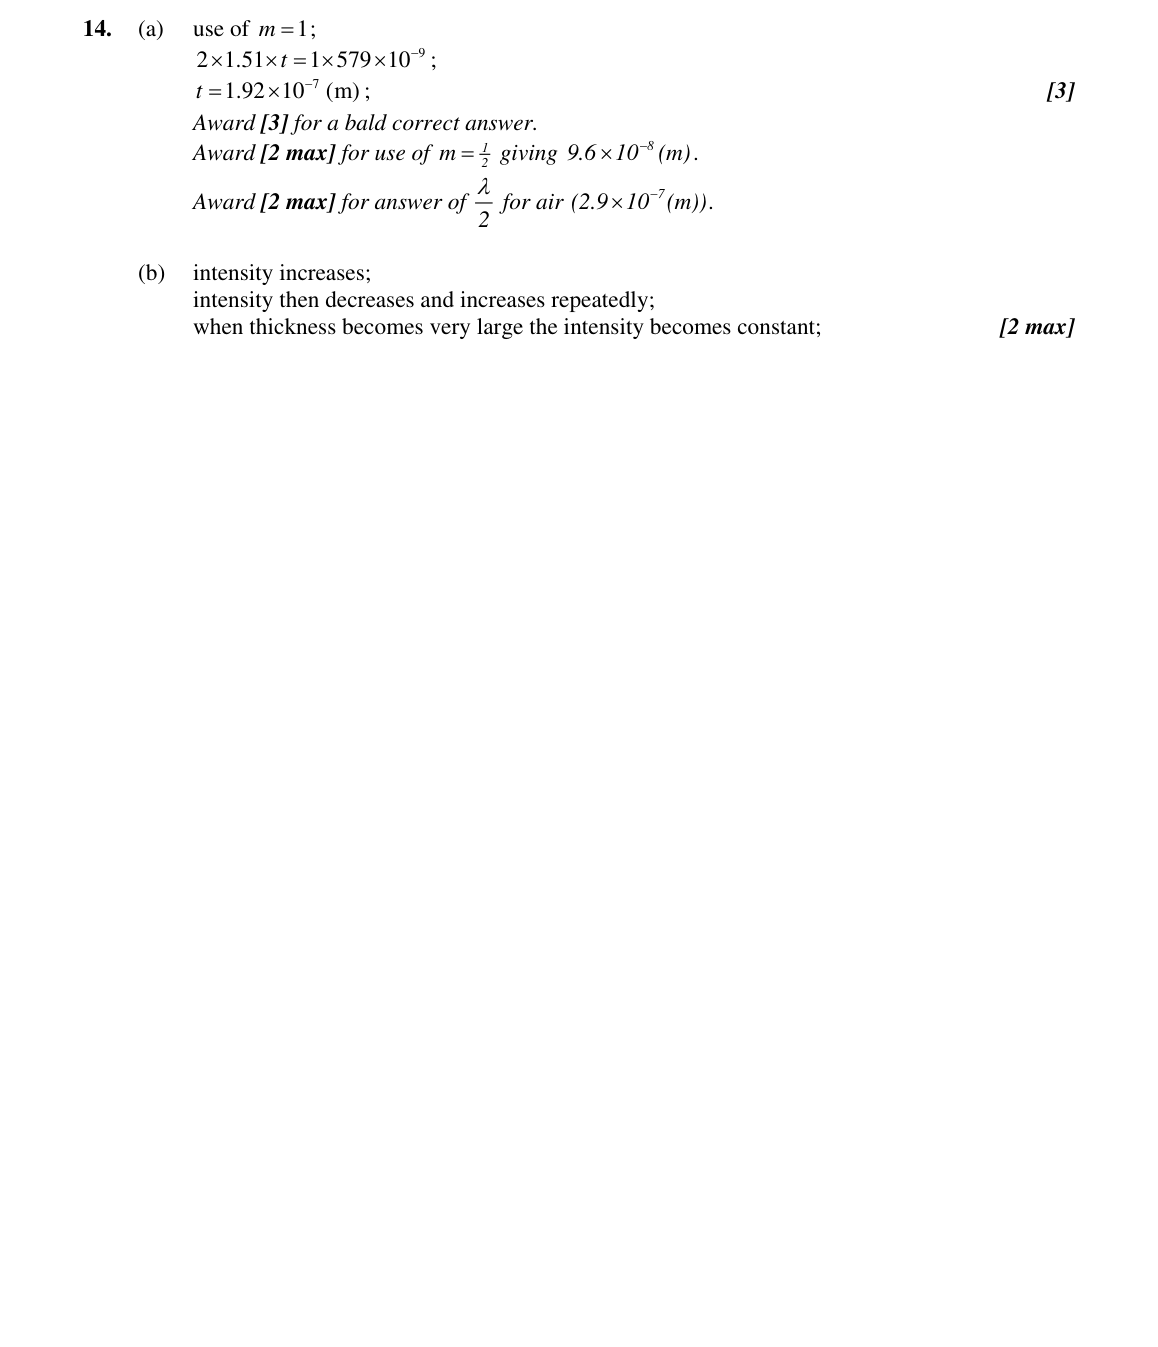 14. (a) use of m = 1;
2×1.51×t = 1×579×10⁻⁹;
t = 1.92×10⁻⁷ (m); [3]
Award [3] for a bald correct answer.
Award [2 max] for use of m = ½ giving 9.6×10⁻⁸ (m).
Award [2 max] for answer of λ/2 for air (2.9×10⁻⁷(m)).
(b) intensity increases;
intensity then decreases and increases repeatedly;
when thickness becomes very large the intensity becomes constant; [2 max]